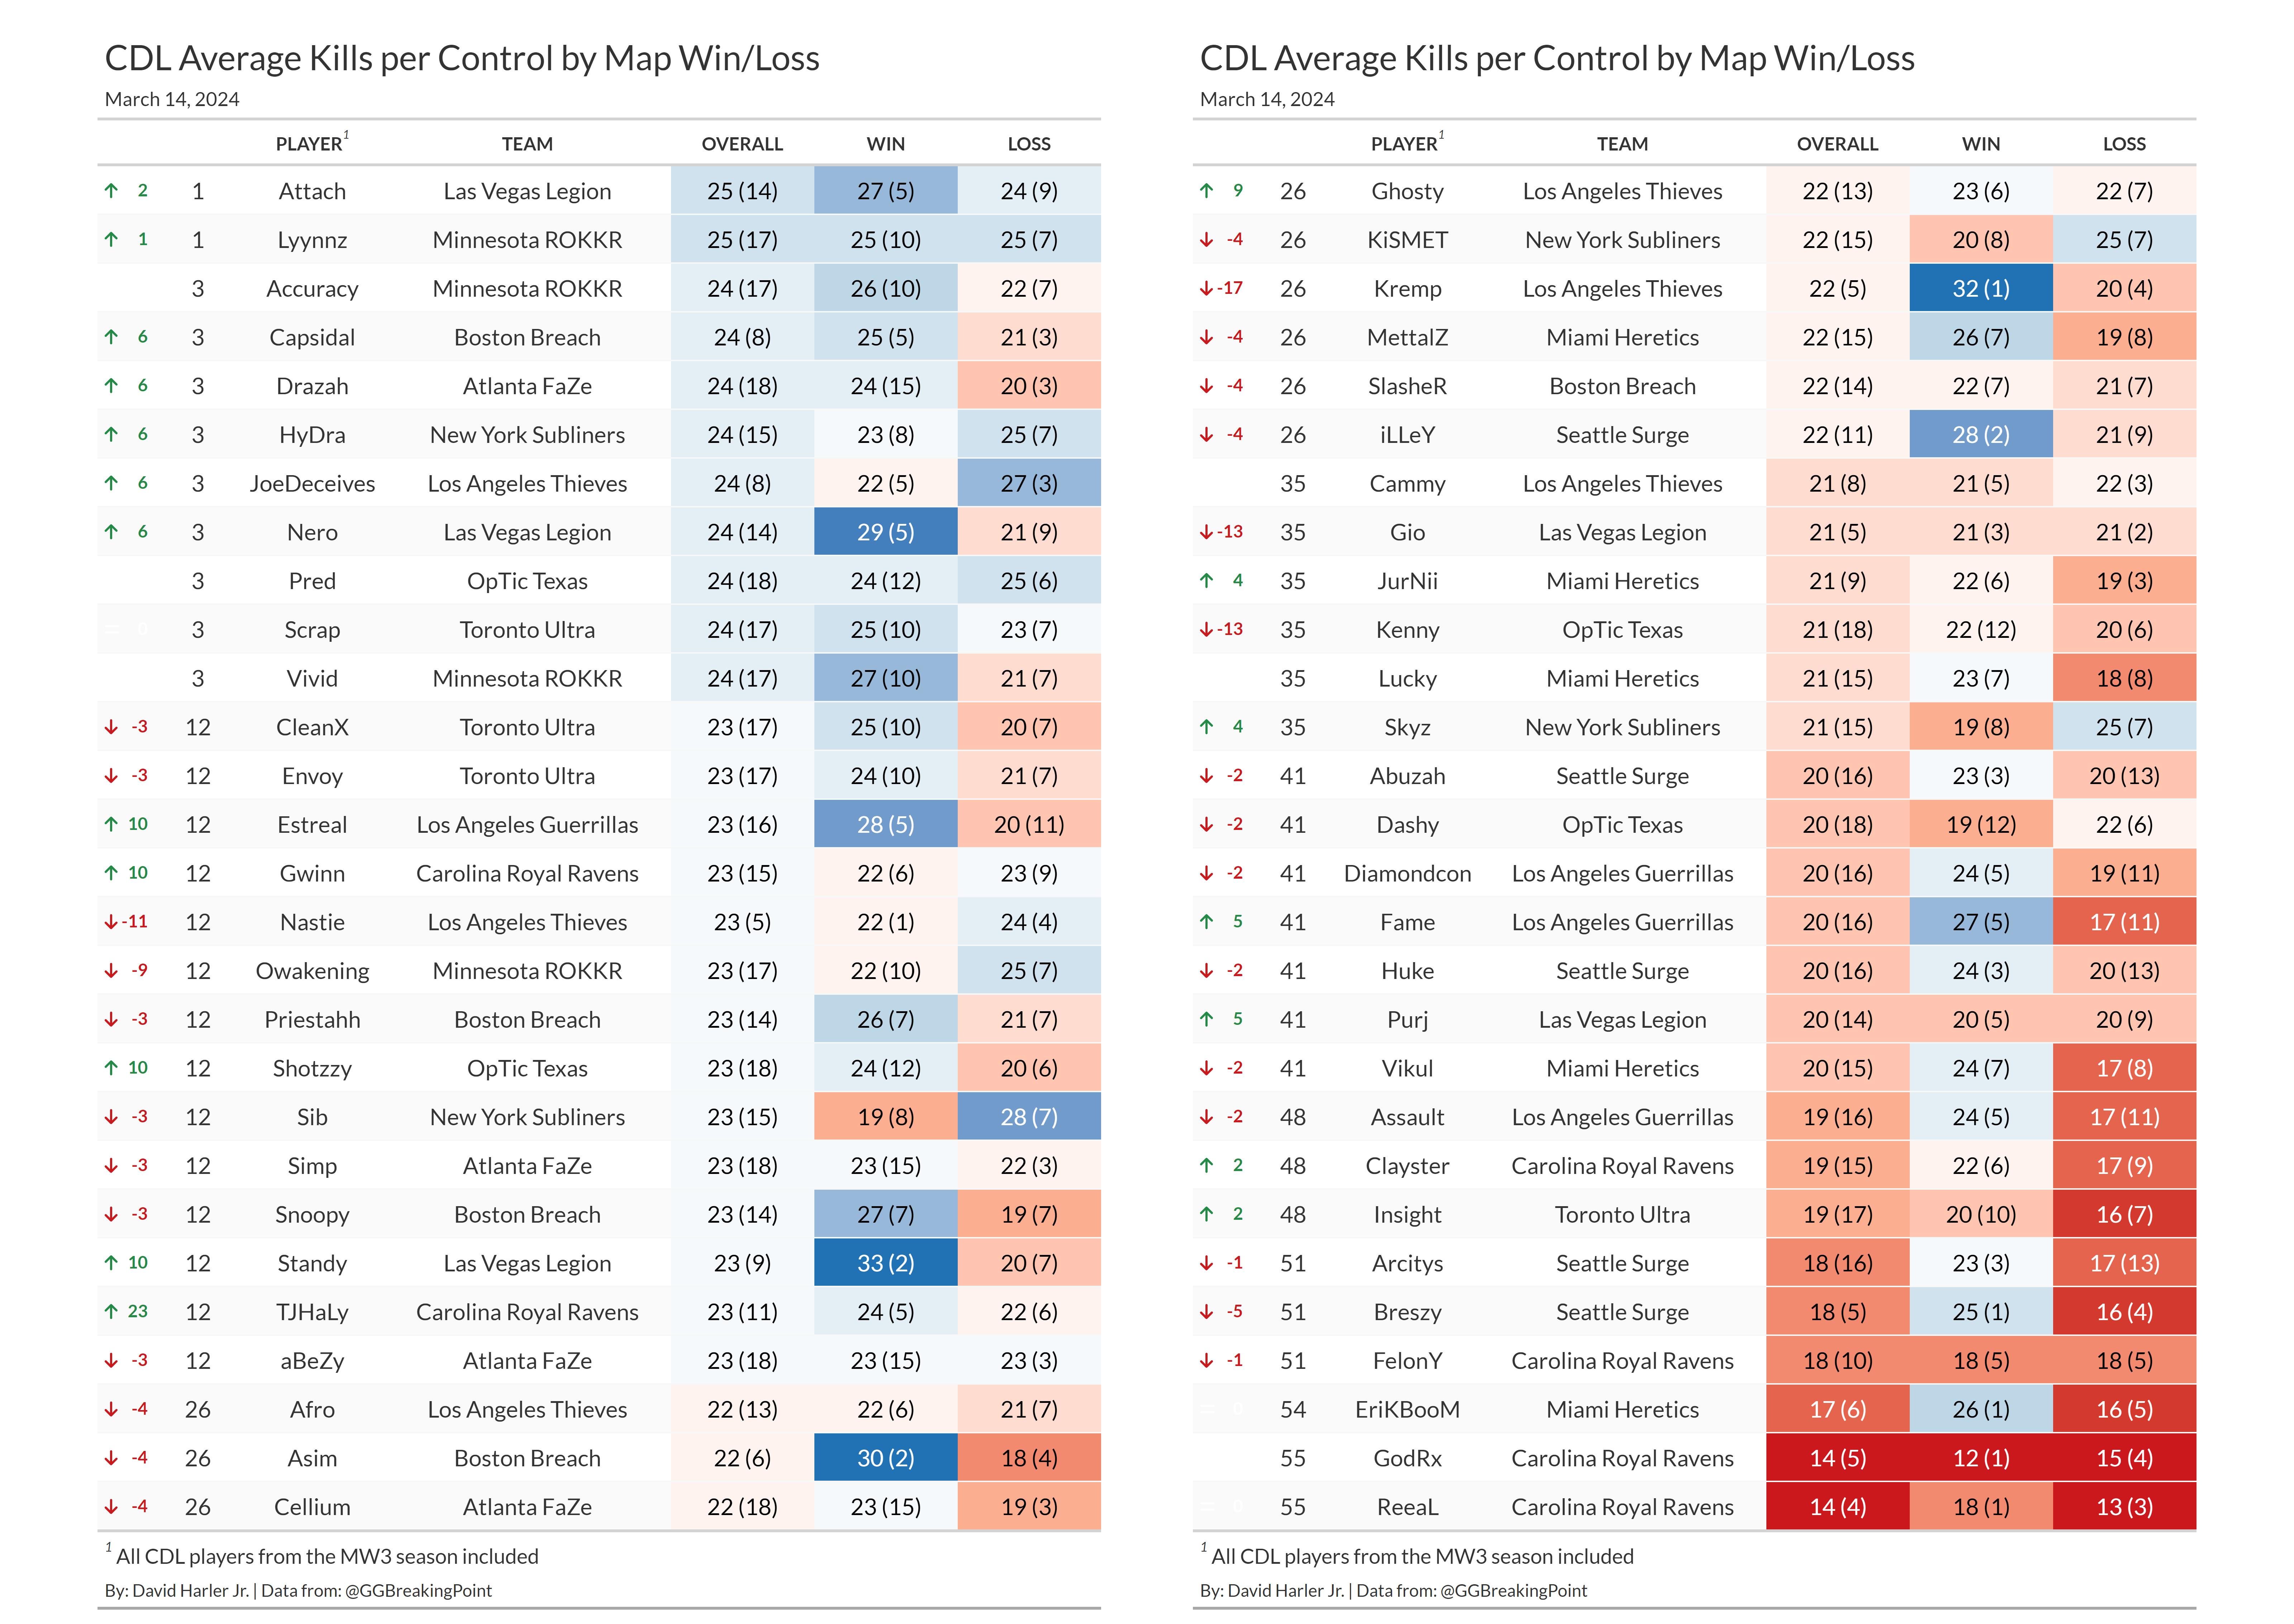 CDL Average Kills per Control by Map Win/Loss
March 14, 2024
PLAYER1 TEAM OVERALL WIN LOSS
↑ 2 1 Attach Las Vegas Legion 25 (14) 27 (5) 24 (9)
↑ 1 1 Lyynnz Minnesota ROKKR 25 (17) 25 (10) 25 (7)
3 Accuracy Minnesota ROKKR 24 (17) 26 (10) 22 (7)
↑ 6 3 Capsidal Boston Breach 24 (8) 25 (5) 21 (3)
↑ 6 3 Drazah Atlanta FaZe 24 (18) 24 (15) 20 (3)
↑ 6 3 HyDra New York Subliners 24 (15) 23 (8) 25 (7)
↑ 6 3 JoeDeceives Los Angeles Thieves 24 (8) 22 (5) 27 (3)
↑ 6 3 Nero Las Vegas Legion 24 (14) 29 (5) 21 (9)
3 Pred OpTic Texas 24 (18) 24 (12) 25 (6)
= 0 3 Scrap Toronto Ultra 24 (17) 25 (10) 23 (7)
3 Vivid Minnesota ROKKR 24 (17) 27 (10) 21 (7)
↓ -3 12 CleanX Toronto Ultra 23 (17) 25 (10) 20 (7)
↓ -3 12 Envoy Toronto Ultra 23 (17) 24 (10) 21 (7)
↑ 10 12 Estreal Los Angeles Guerrillas 23 (16) 28 (5) 20 (11)
↑ 10 12 Gwinn Carolina Royal Ravens 23 (15) 22 (6) 23 (9)
↓ -11 12 Nastie Los Angeles Thieves 23 (5) 22 (1) 24 (4)
↓ -9 12 Owakening Minnesota ROKKR 23 (17) 22 (10) 25 (7)
↓ -3 12 Priestahh Boston Breach 23 (14) 26 (7) 21 (7)
↑ 10 12 Shotzzy OpTic Texas 23 (18) 24 (12) 20 (6)
↓ -3 12 Sib New York Subliners 23 (15) 19 (8) 28 (7)
↓ -3 12 Simp Atlanta FaZe 23 (18) 23 (15) 22 (3)
↓ -3 12 Snoopy Boston Breach 23 (14) 27 (7) 19 (7)
↑ 10 12 Standy Las Vegas Legion 23 (9) 33 (2) 20 (7)
↑ 23 12 TJHaLy Carolina Royal Ravens 23 (11) 24 (5) 22 (6)
↓ -3 12 aBeZy Atlanta FaZe 23 (18) 23 (15) 23 (3)
↓ -4 26 Afro Los Angeles Thieves 22 (13) 22 (6) 21 (7)
↓ -4 26 Asim Boston Breach 22 (6) 30 (2) 18 (4)
↓ -4 26 Cellium Atlanta FaZe 22 (18) 23 (15) 19 (3)
1 All CDL players from the MW3 season included
By: David Harler Jr. | Data from: @GGBreakingPoint
CDL Average Kills per Control by Map Win/Loss
March 14, 2024
PLAYER1 TEAM OVERALL WIN LOSS
↑ 9 26 Ghosty Los Angeles Thieves 22 (13) 23 (6) 22 (7)
↓ -4 26 KiSMET New York Subliners 22 (15) 20 (8) 25 (7)
↓ -17 26 Kremp Los Angeles Thieves 22 (5) 32 (1) 20 (4)
↓ -4 26 MettalZ Miami Heretics 22 (15) 26 (7) 19 (8)
↓ -4 26 SlasheR Boston Breach 22 (14) 22 (7) 21 (7)
↓ -4 26 iLLeY Seattle Surge 22 (11) 28 (2) 21 (9)
35 Cammy Los Angeles Thieves 21 (8) 21 (5) 22 (3)
↓ -13 35 Gio Las Vegas Legion 21 (5) 21 (3) 21 (2)
↑ 4 35 JurNii Miami Heretics 21 (9) 22 (6) 19 (3)
↓ -13 35 Kenny OpTic Texas 21 (18) 22 (12) 20 (6)
35 Lucky Miami Heretics 21 (15) 23 (7) 18 (8)
↑ 4 35 Skyz New York Subliners 21 (15) 19 (8) 25 (7)
↓ -2 41 Abuzah Seattle Surge 20 (16) 23 (3) 20 (13)
↓ -2 41 Dashy OpTic Texas 20 (18) 19 (12) 22 (6)
↓ -2 41 Diamondcon Los Angeles Guerrillas 20 (16) 24 (5) 19 (11)
↑ 5 41 Fame Los Angeles Guerrillas 20 (16) 27 (5) 17 (11)
↓ -2 41 Huke Seattle Surge 20 (16) 24 (3) 20 (13)
↑ 5 41 Purj Las Vegas Legion 20 (14) 20 (5) 20 (9)
↓ -2 41 Vikul Miami Heretics 20 (15) 24 (7) 17 (8)
↓ -2 48 Assault Los Angeles Guerrillas 19 (16) 24 (5) 17 (11)
↑ 2 48 Clayster Carolina Royal Ravens 19 (15) 22 (6) 17 (9)
↑ 2 48 Insight Toronto Ultra 19 (17) 20 (10) 16 (7)
↓ -1 51 Arcitys Seattle Surge 18 (16) 23 (3) 17 (13)
↓ -5 51 Breszy Seattle Surge 18 (5) 25 (1) 16 (4)
↓ -1 51 FelonY Carolina Royal Ravens 18 (10) 18 (5) 18 (5)
= 0 54 EriKBooM Miami Heretics 17 (6) 26 (1) 16 (5)
55 GodRx Carolina Royal Ravens 14 (5) 12 (1) 15 (4)
= 0 55 ReeaL Carolina Royal Ravens 14 (4) 18 (1) 13 (3)
1 All CDL players from the MW3 season included
By: David Harler Jr. | Data from: @GGBreakingPoint